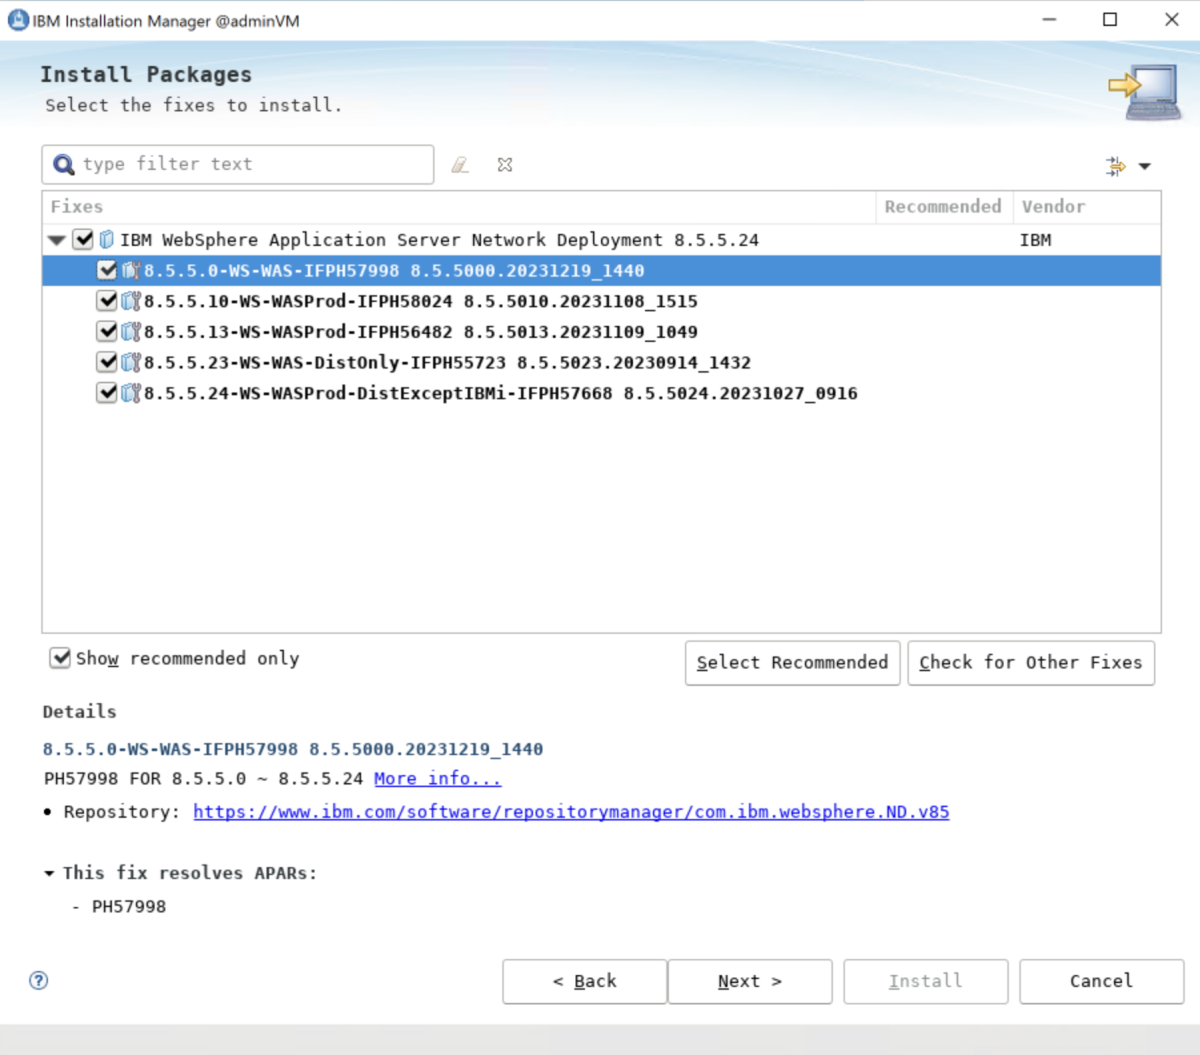 IBM Installation Manager @adminVM
Install Packages
Select the fixes to install.
type filter text
Fixes Recommended Vendor
IBM WebSphere Application Server Network Deployment 8.5.5.24 IBM
8.5.5.0-WS-WAS-IFPH57998 8.5.5000.20231219_1440
8.5.5.10-WS-WASProd-IFPH58024 8.5.5010.20231108_1515
8.5.5.13-WS-WASProd-IFPH56482 8.5.5013.20231109_1049
8.5.5.23-WS-WAS-DistOnly-IFPH55723 8.5.5023.20230914_1432
8.5.5.24-WS-WASProd-DistExceptIBMi-IFPH57668 8.5.5024.20231027_0916
Show recommended only Select Recommended Check for Other Fixes
Details
8.5.5.0-WS-WAS-IFPH57998 8.5.5000.20231219_1440
PH57998 FOR 8.5.5.0 ~ 8.5.5.24 More info...
• Repository: https://www.ibm.com/software/repositorymanager/com.ibm.websphere.ND.v85
This fix resolves APARs:
- PH57998
? < Back Next > Install Cancel